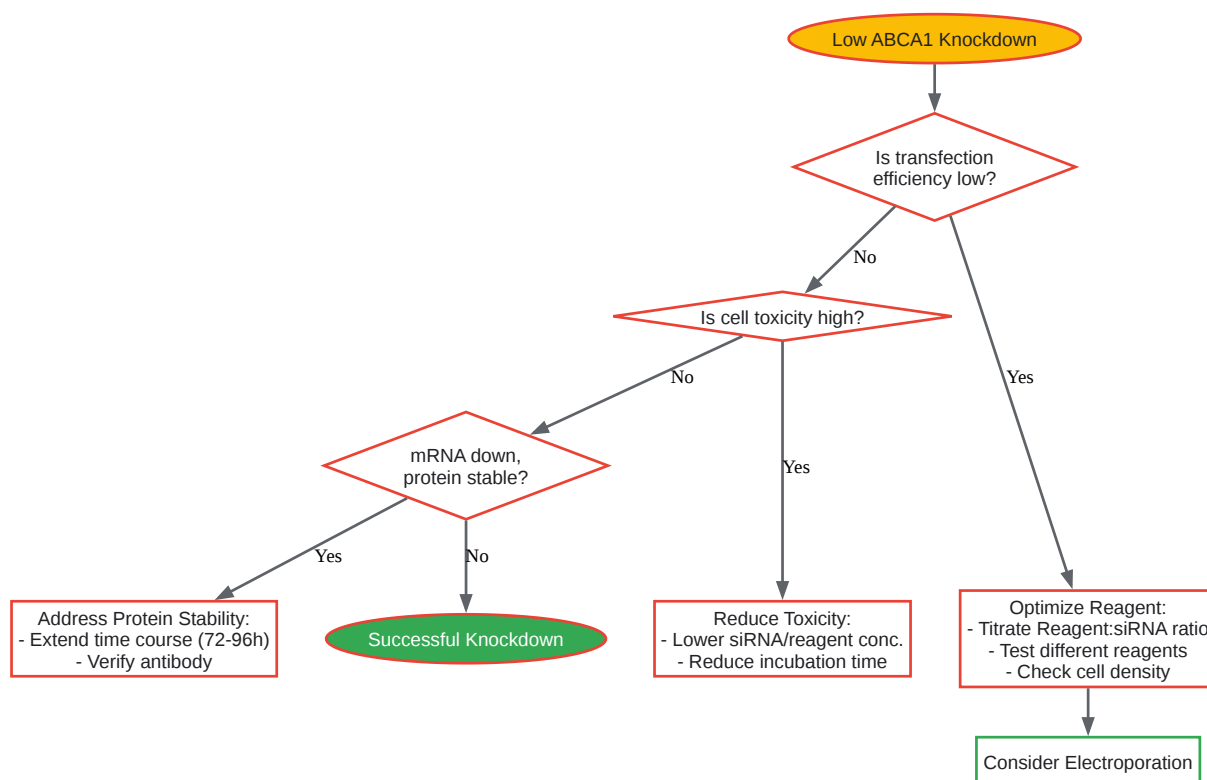 Low ABCA1 Knockdown
Is transfection
efficiency low?
No
Is cell toxicity high?
Yes
No
mRNA down,
protein stable?
Yes
Yes
No
Address Protein Stability:
- Extend time course (72-96h)
- Verify antibody
Successful Knockdown
Reduce Toxicity:
- Lower siRNA/reagent conc.
- Reduce incubation time
Optimize Reagent:
- Titrate Reagent:siRNA ratio
- Test different reagents
- Check cell density
Consider Electroporation